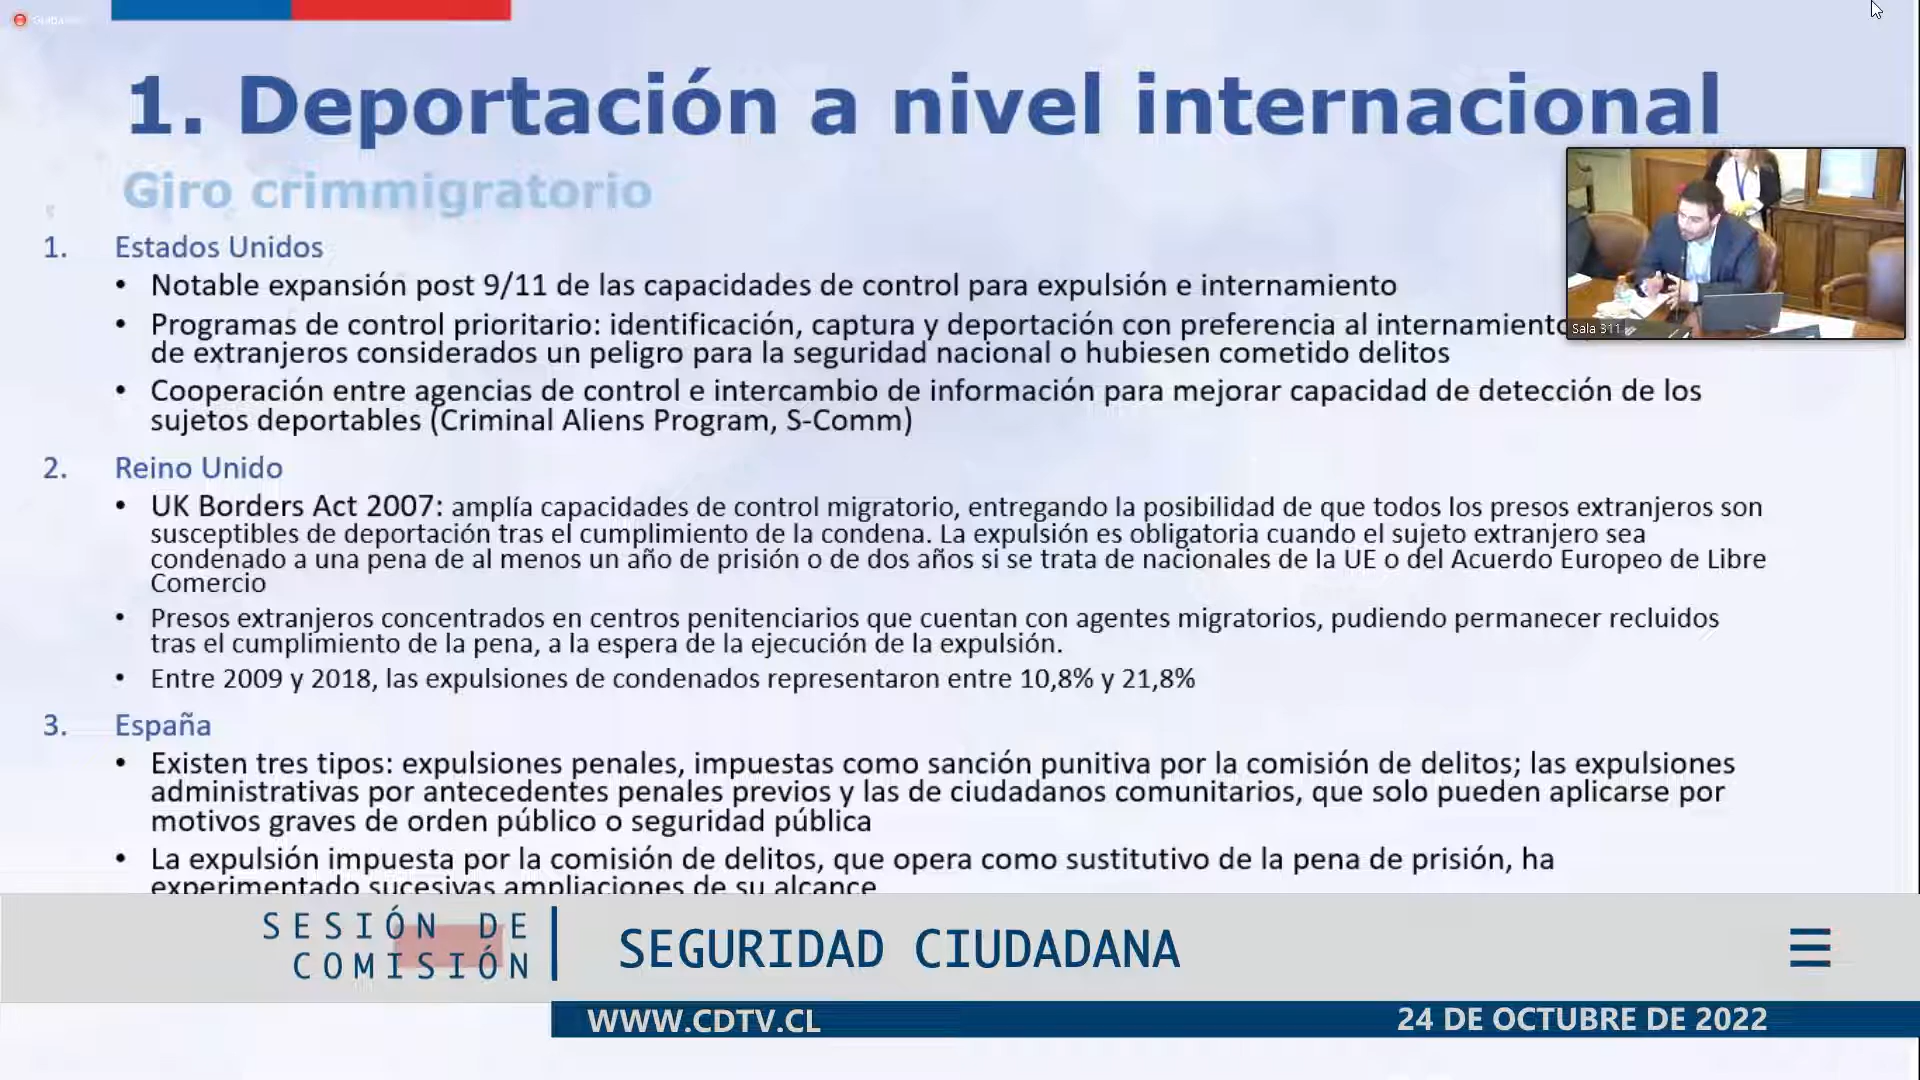 1. Deportación a nivel internacional
Giro crimmigratorio
1. Estados Unidos
• Notable expansión post 9/11 de las capacidades de control para expulsión e internamiento
• Programas de control prioritario: identificación, captura y deportación con preferencia al internamiento
de extranjeros considerados un peligro para la seguridad nacional o hubiesen cometido delitos
• Cooperación entre agencias de control e intercambio de información para mejorar capacidad de detección de los
sujetos deportables (Criminal Aliens Program, S-Comm)
2. Reino Unido
• UK Borders Act 2007: amplía capacidades de control migratorio, entregando la posibilidad de que todos los presos extranjeros son
susceptibles de deportación tras el cumplimiento de la condena. La expulsión es obligatoria cuando el sujeto extranjero sea
condenado a una pena de al menos un año de prisión o de dos años si se trata de nacionales de la UE o del Acuerdo Europeo de Libre
Comercio
• Presos extranjeros concentrados en centros penitenciarios que cuentan con agentes migratorios, pudiendo permanecer recluidos
tras el cumplimiento de la pena, a la espera de la ejecución de la expulsión.
• Entre 2009 y 2018, las expulsiones de condenados representaron entre 10,8% y 21,8%
3. España
• Existen tres tipos: expulsiones penales, impuestas como sanción punitiva por la comisión de delitos; las expulsiones
administrativas por antecedentes penales previos y las de ciudadanos comunitarios, que solo pueden aplicarse por
motivos graves de orden público o seguridad pública
• La expulsión impuesta por la comisión de delitos, que opera como sustitutivo de la pena de prisión, ha
experimentado sucesivas ampliaciones de su alcance
Sala 311
SESIÓN DE
COMISIÓN
SEGURIDAD CIUDADANA
WWW.CDTV.CL
24 DE OCTUBRE DE 2022